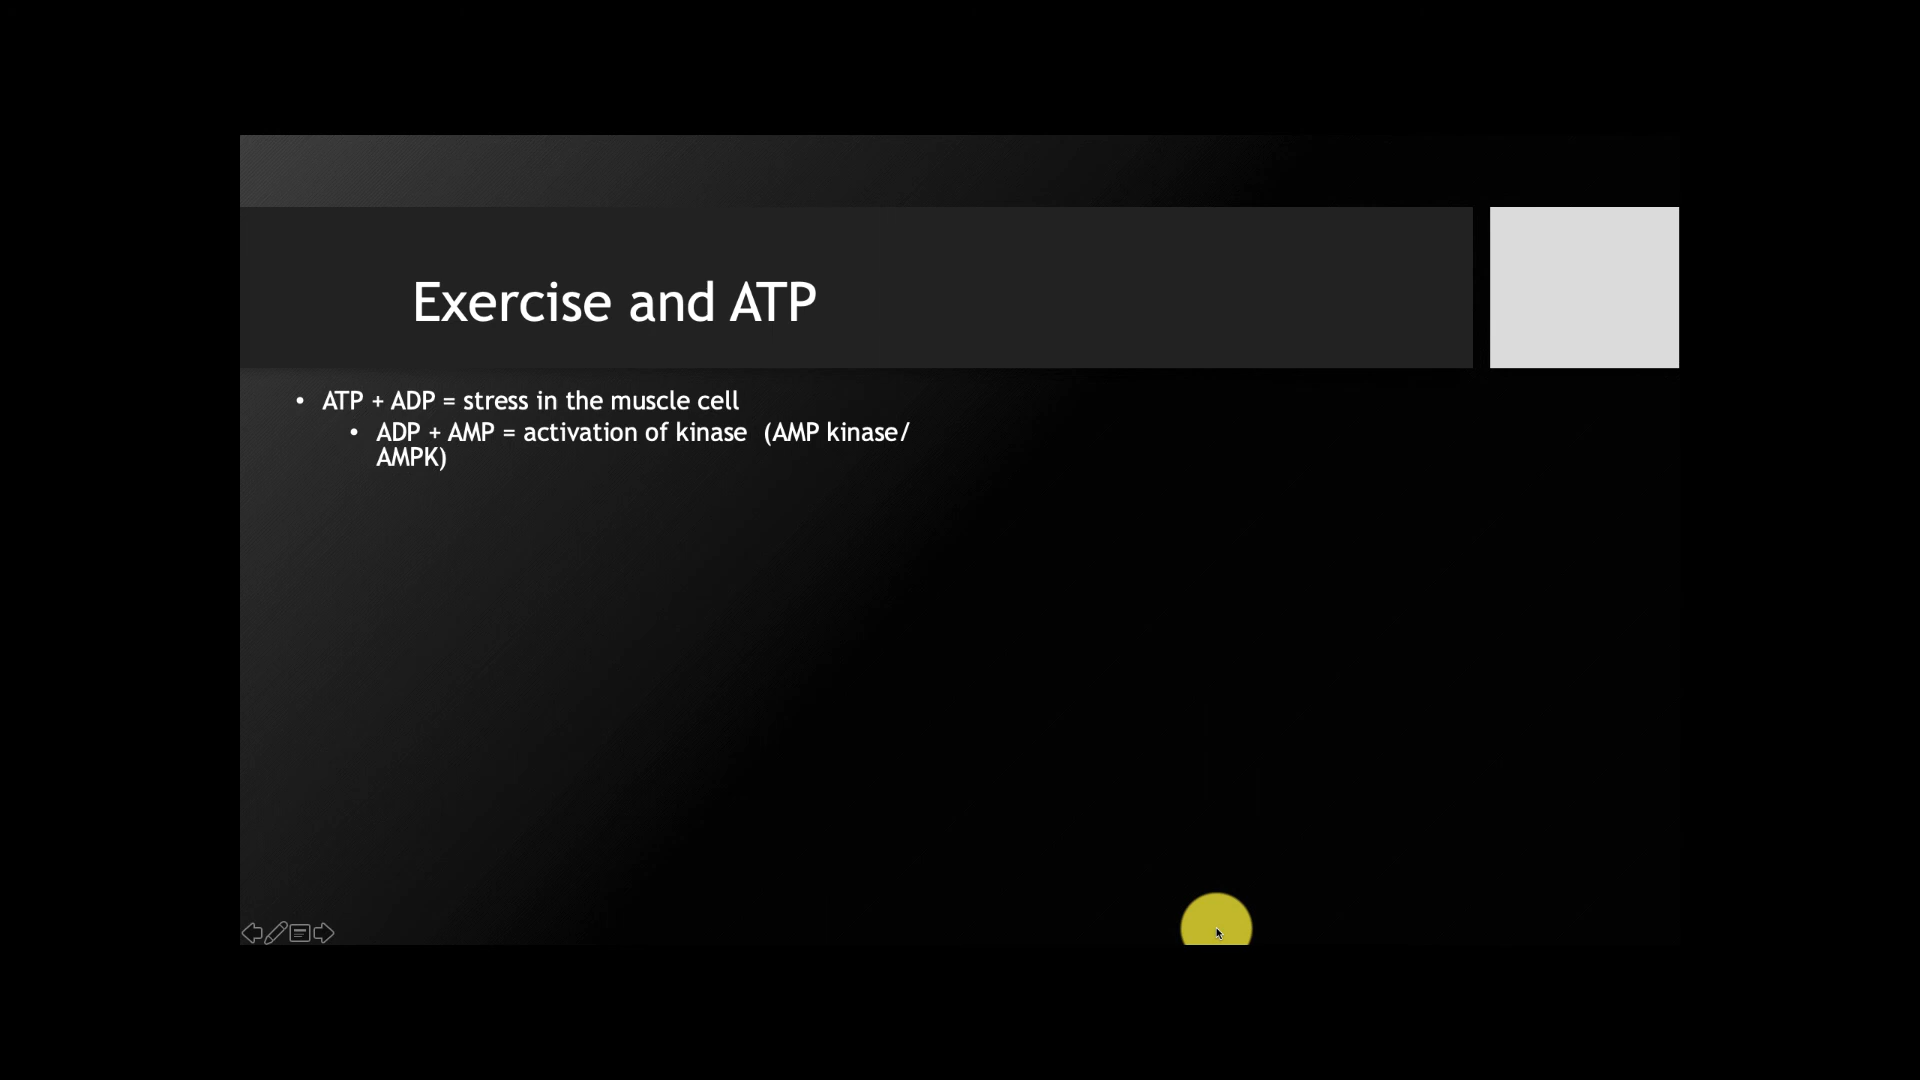 Exercise and ATP
• ATP + ADP = stress in the muscle cell
• ADP + AMP = activation of kinase (AMP kinase/
AMPK)